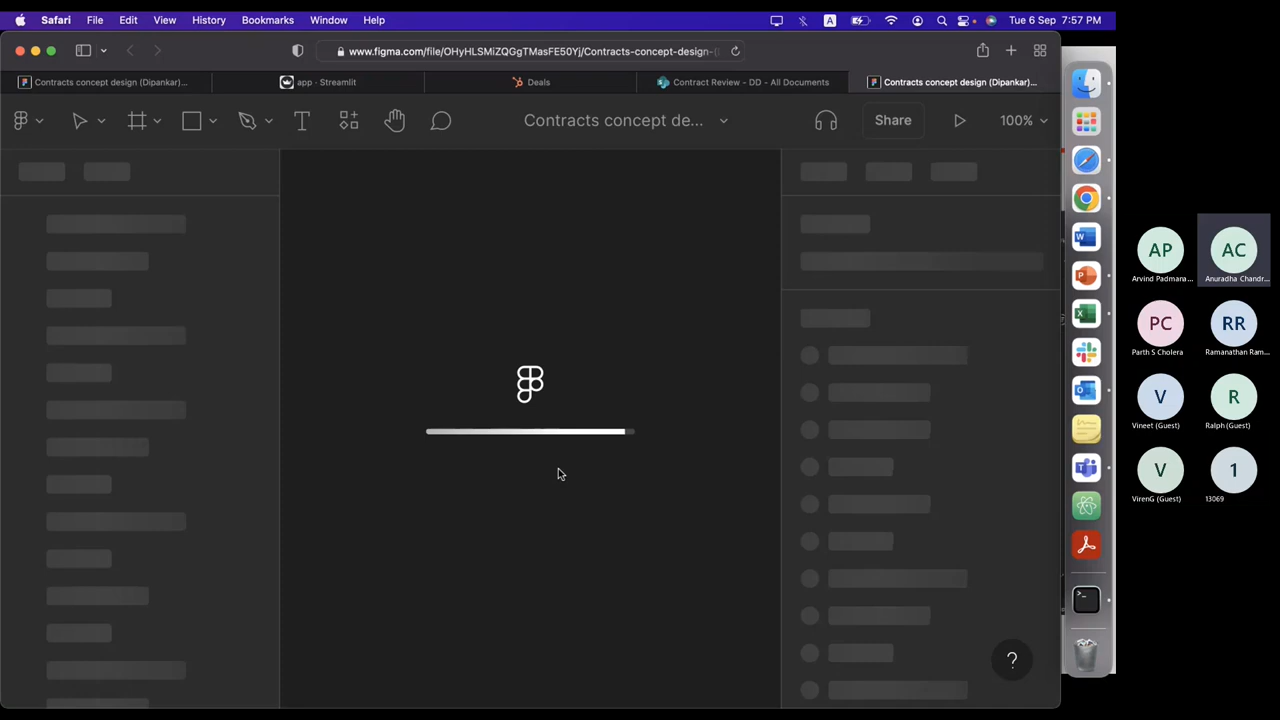 Safari File Edit View History Bookmarks Window Help A Tue 6 Sep 7:57 PM
www.figma.com/file/OHyHLSMiZQGgTMasFE50Yj/Contracts-concept-design-
Contracts concept design (Dipankar)... app · Streamlit Deals Contract Review - DD - All Documents Contracts concept design (Dipankar)...
Contracts concept de... Share 100%
AP AC
Arvind Padmana... Anuradha Chandr...
PC RR
Parth S Cholera Ramanathan Ram...
V R
Vineet (Guest) Ralph (Guest)
V 1
VirenG (Guest) 13069
?